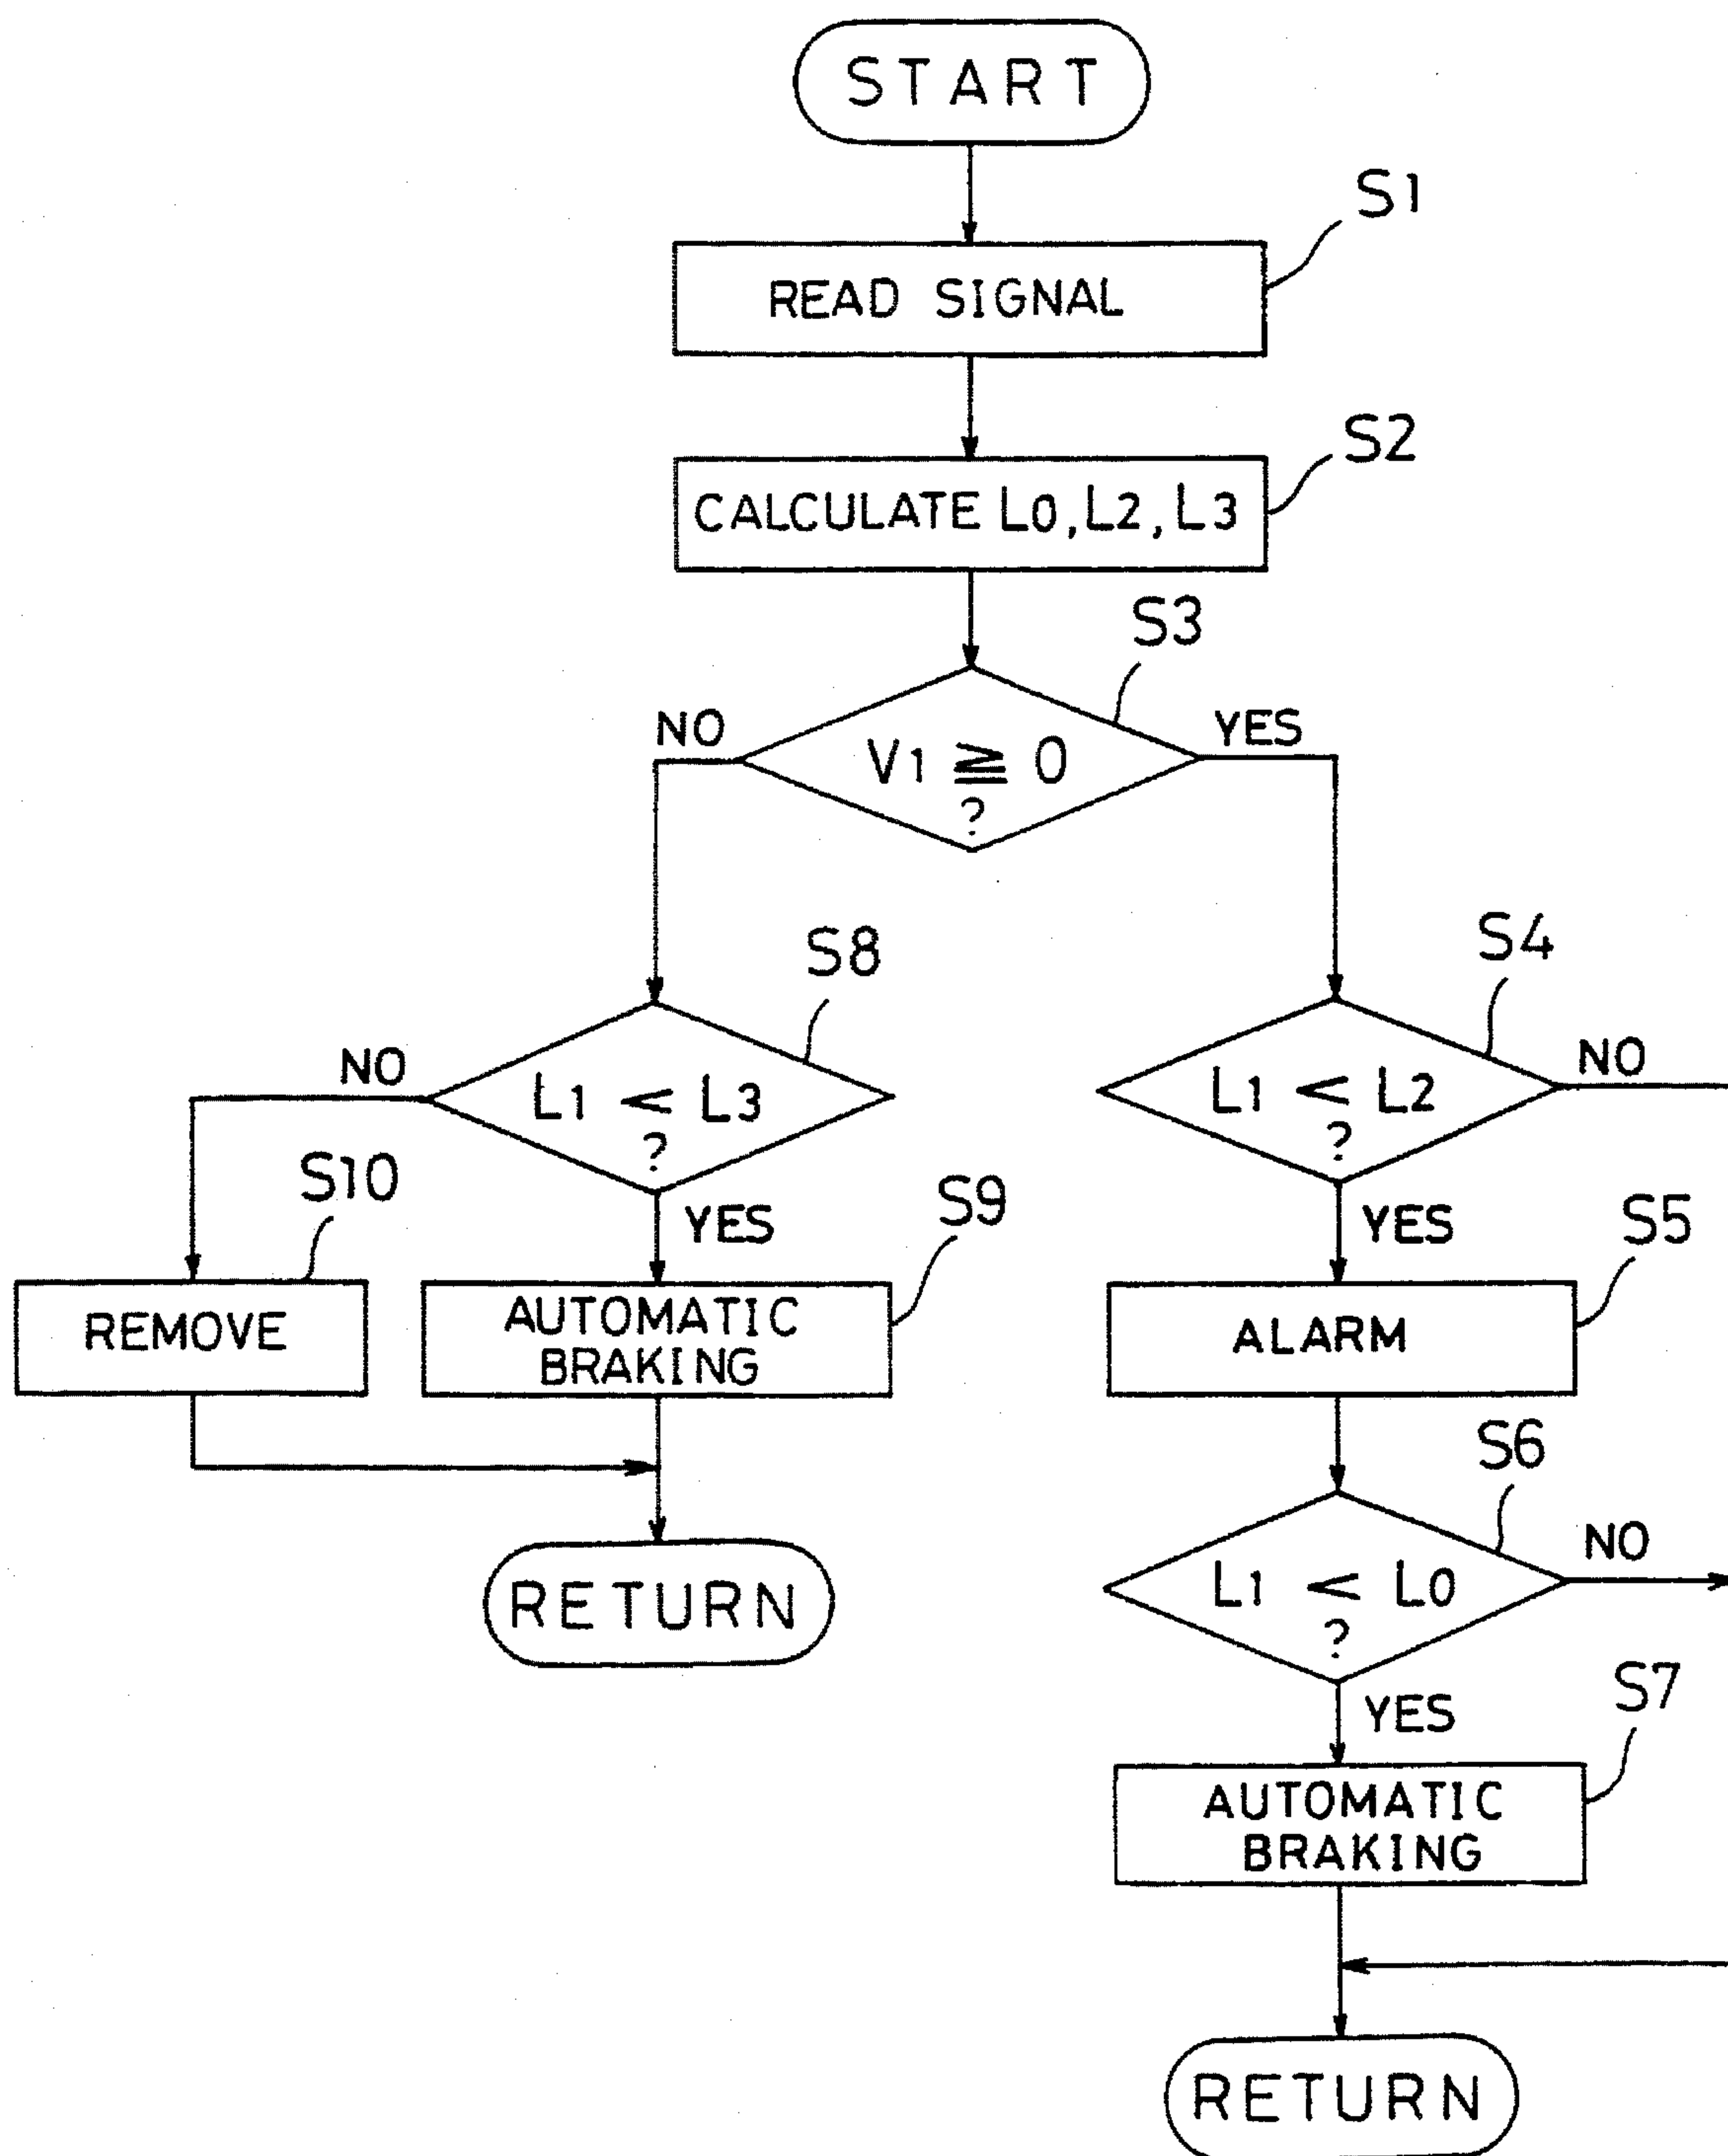 START
S1
READ SIGNAL
S2
CALCULATE L0, L2, L3
S3
NO
YES
V1 ≧ 0
?
S8
S4
NO
L1 < L3
?
NO
L1 < L2
?
S10
YES
S9
YES
S5
REMOVE
AUTOMATIC
BRAKING
ALARM
S6
RETURN
L1 < L0
?
NO
YES
S7
AUTOMATIC
BRAKING
RETURN